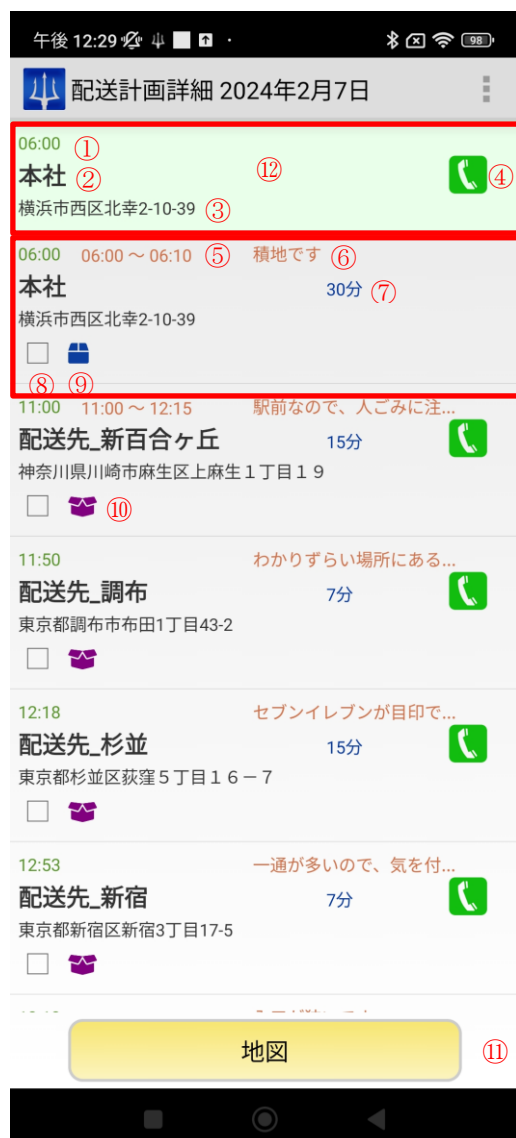 午後 12:29
98
配送計画詳細 2024年2月7日
06:00 ①
本社 ② ⑫ ④
横浜市西区北幸2-10-39 ③
06:00 06:00 ～ 06:10 ⑤ 積地です ⑥
本社 30分 ⑦
横浜市西区北幸2-10-39
⑧ ⑨
11:00 11:00 ～ 12:15 駅前なので、人ごみに注...
配送先_新百合ヶ丘 15分
神奈川県川崎市麻生区上麻生１丁目１９
⑩
11:50 わかりずらい場所にある...
配送先_調布 7分
東京都調布市布田1丁目43-2
12:18 セブンイレブンが目印で...
配送先_杉並 15分
東京都杉並区荻窪５丁目１６－７
12:53 一通が多いので、気を付...
配送先_新宿 7分
東京都新宿区新宿3丁目17-5
地図 ⑪